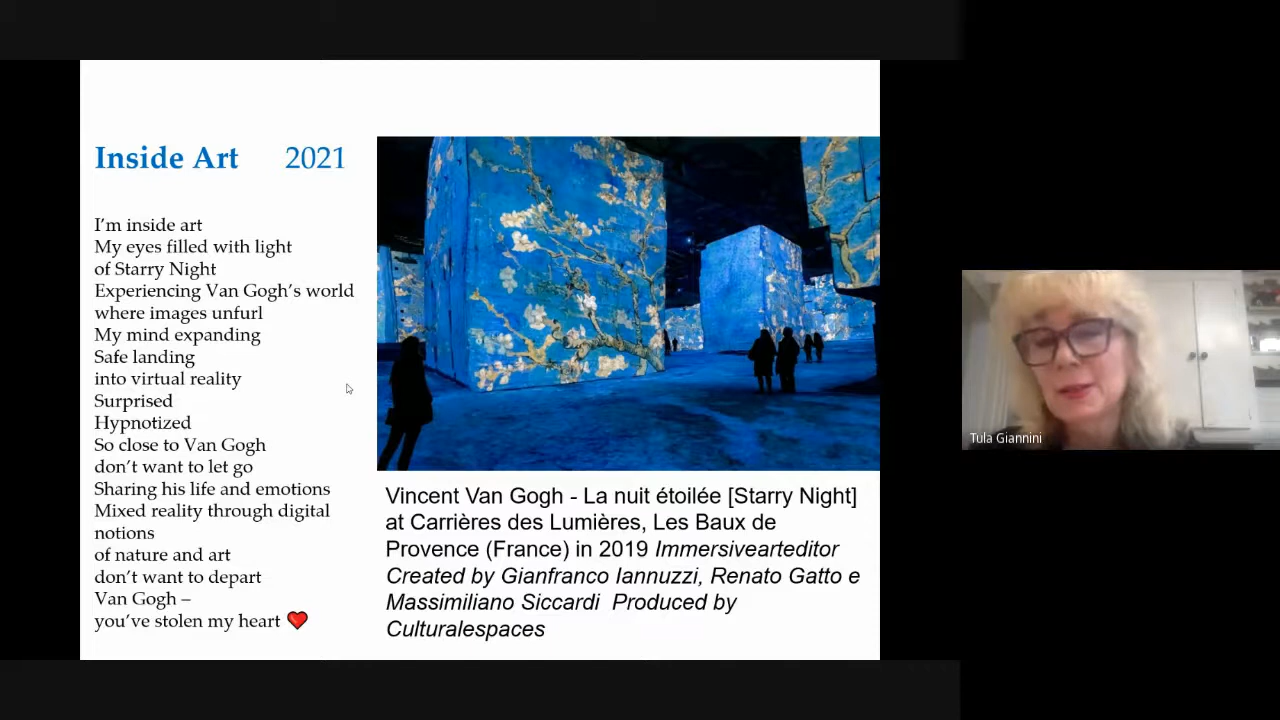 Inside Art 2021
I'm inside art
My eyes filled with light
of Starry Night
Experiencing Van Gogh's world
where images unfurl
My mind expanding
Safe landing
into virtual reality
Surprised
Hypnotized
So close to Van Gogh
don't want to let go
Sharing his life and emotions
Mixed reality through digital
notions
of nature and art
don't want to depart
Van Gogh –
you've stolen my heart ❤️
Vincent Van Gogh - La nuit étoilée [Starry Night]
at Carrières des Lumières, Les Baux de
Provence (France) in 2019 Immersivearteditor
Created by Gianfranco Iannuzzi, Renato Gatto e
Massimiliano Siccardi Produced by
Culturalespaces
Tula Giannini